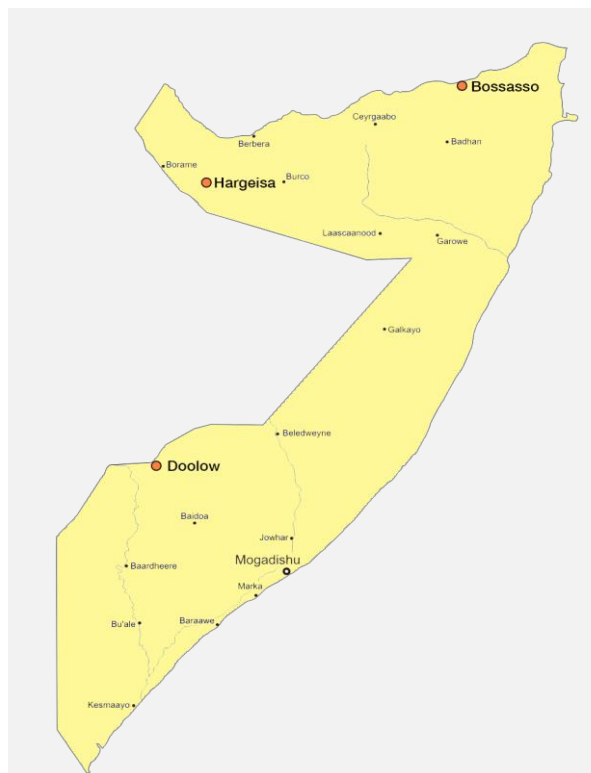 Bossasso
Ceyrgaabo
Berbera
Badhan
Borame
Hargeisa
Burco
Laascaanood
Garowe
Galkayo
Beledweyne
Doolow
Baidoa
Jowhar
Mogadishu
Baardheere
Marka
Bu'ale
Baraawe
Kesmaayo